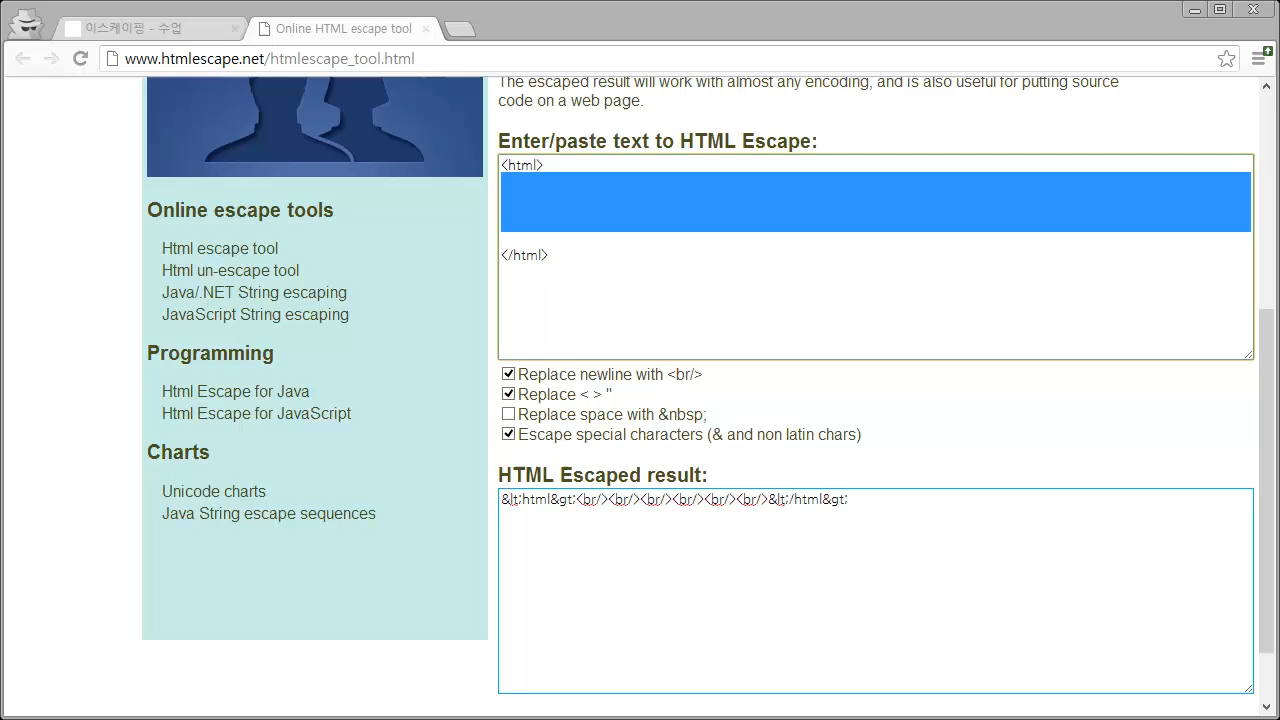 이스케이핑 - 수업
Online HTML escape tool
www.htmlescape.net/htmlescape_tool.html
The escaped result will work with almost any encoding, and is also useful for putting source
code on a web page.
Enter/paste text to HTML Escape:
<html>
</html>
Replace newline with <br/>
Replace < > "
Replace space with &nbsp;
Escape special characters (& and non latin chars)
HTML Escaped result:
&lt;html&gt;<br/><br/><br/><br/><br/><br/>&lt;/html&gt;
Online escape tools
Html escape tool
Html un-escape tool
Java/.NET String escaping
JavaScript String escaping
Programming
Html Escape for Java
Html Escape for JavaScript
Charts
Unicode charts
Java String escape sequences